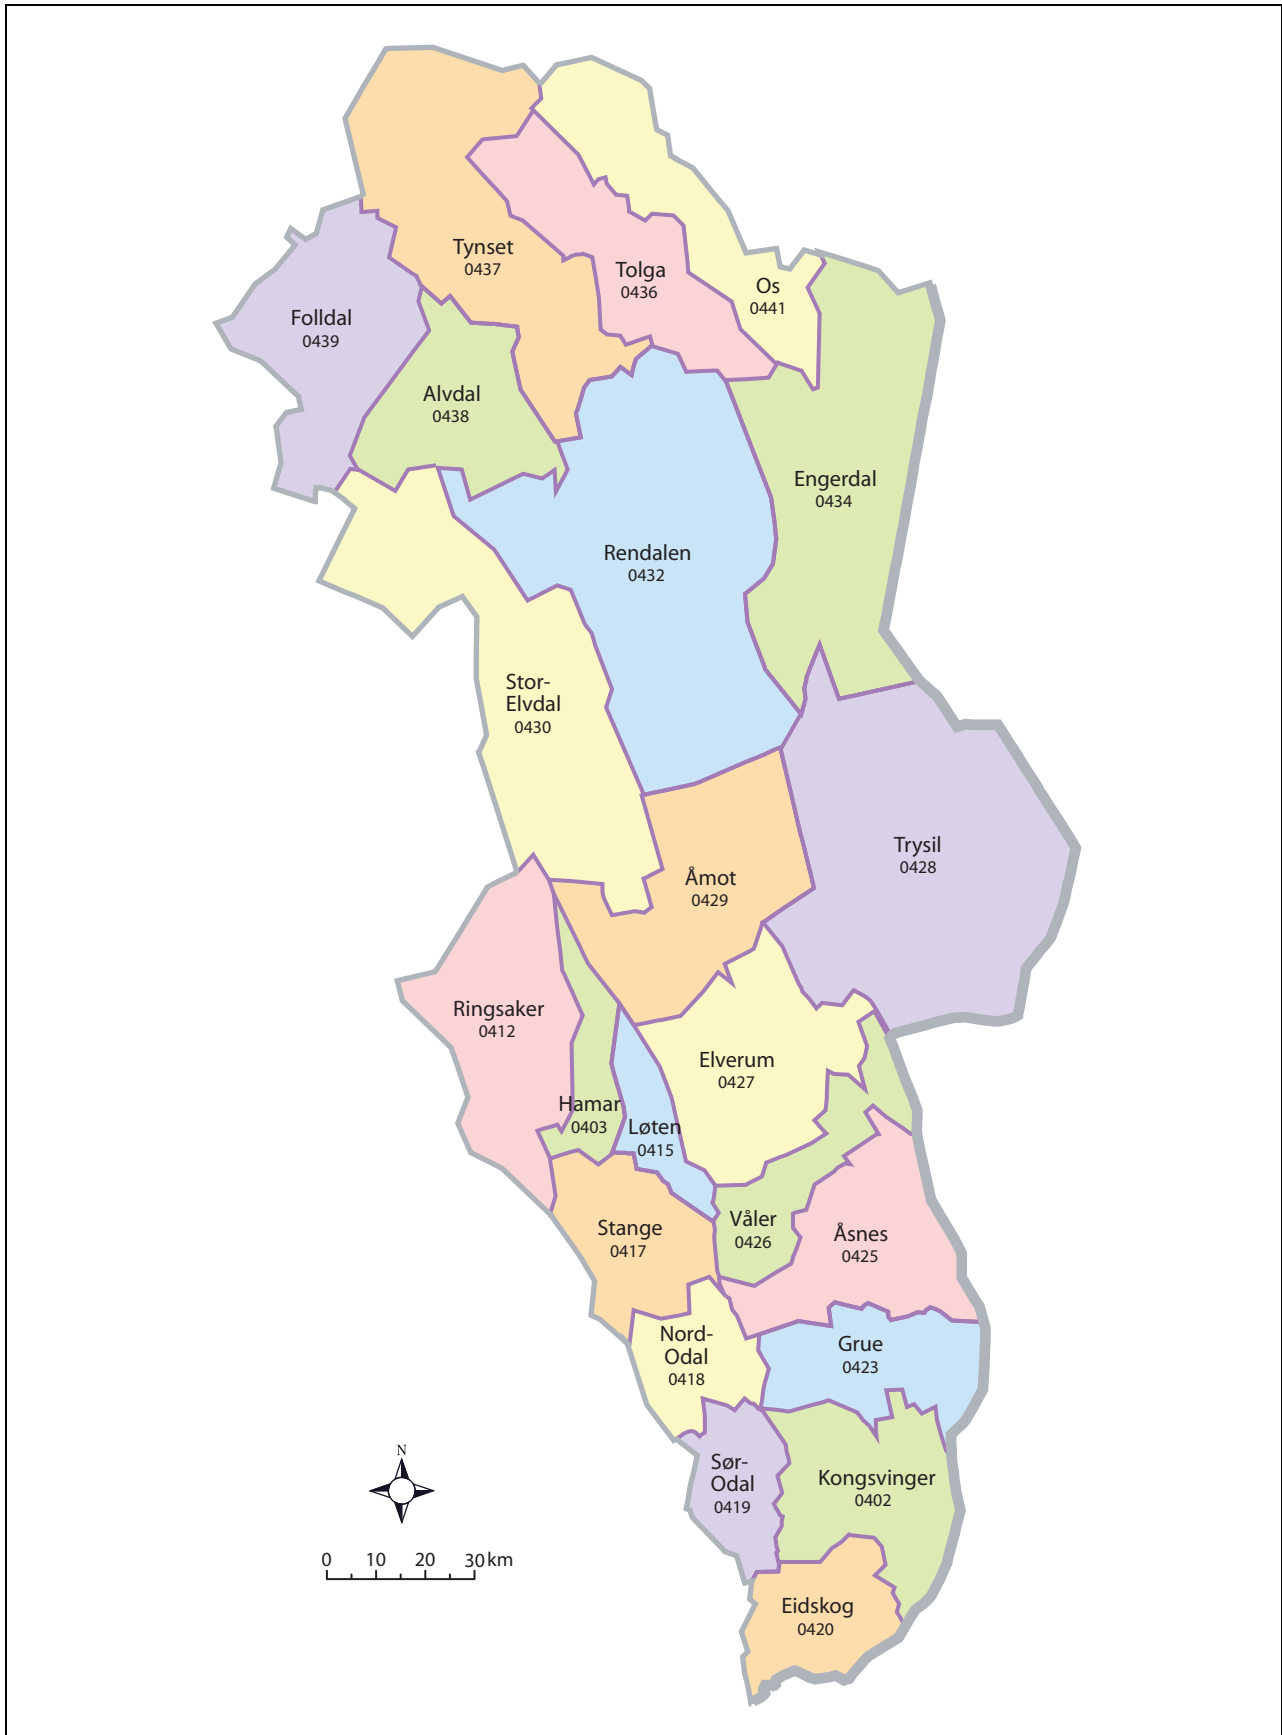 Tynset
0437
Tolga
0436
Os
0441
Folldal
0439
Alvdal
0438
Engerdal
0434
Rendalen
0432
Stor-
Elvdal
0430
Trysil
0428
Åmot
0429
Ringsaker
0412
Elverum
0427
Hamar
0403
Løten
0415
Stange
0417
Våler
0426
Åsnes
0425
Nord-
Odal
0418
Grue
0423
Sør-
Odal
0419
Kongsvinger
0402
N
0 10 20 30 km
Eidskog
0420